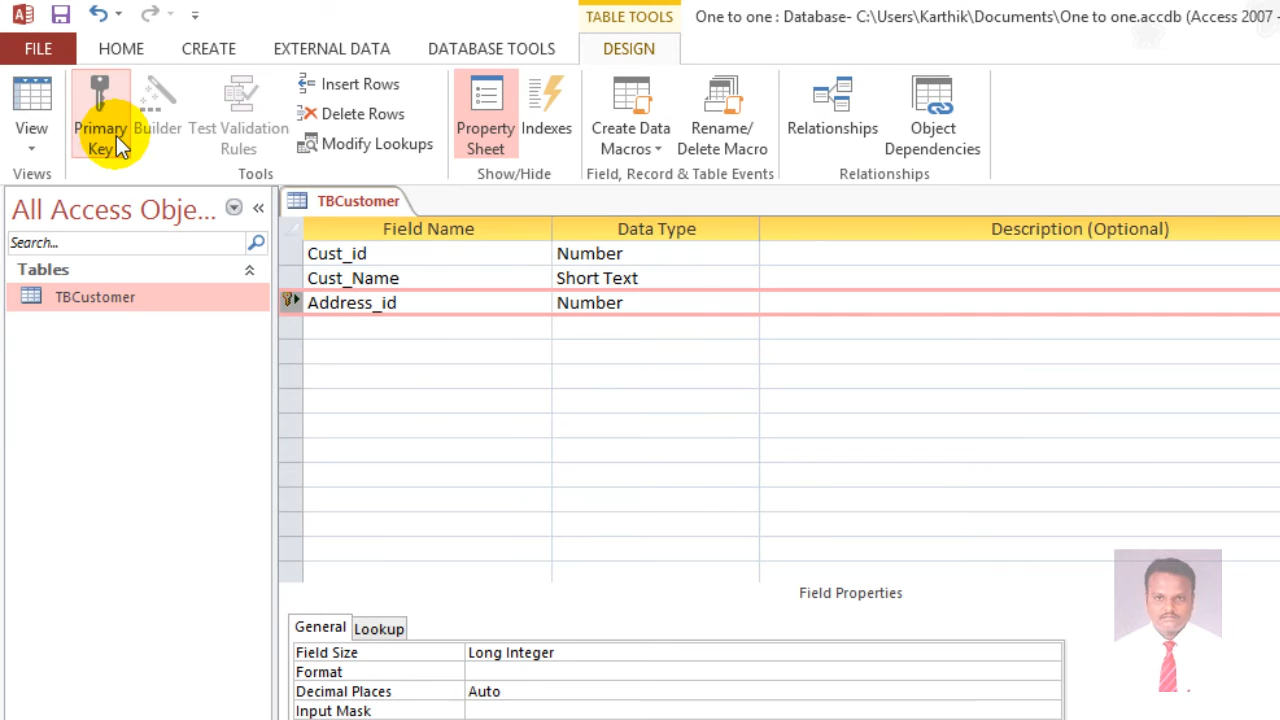 TABLE TOOLS
One to one : Database- C:\Users\Karthik\Documents\One to one.accdb (Access 2007 -
FILE
HOME
CREATE
EXTERNAL DATA
DATABASE TOOLS
DESIGN
View
Primary
Key
Builder
Test Validation
Rules
Insert Rows
Delete Rows
Modify Lookups
Property
Sheet
Indexes
Create Data
Macros
Rename/
Delete Macro
Relationships
Object
Dependencies
Views
Tools
Show/Hide
Field, Record & Table Events
Relationships
All Access Obje...
Search...
Tables
TBCustomer
TBCustomer
Field Name
Data Type
Description (Optional)
Cust_id
Number
Cust_Name
Short Text
Address_id
Number
Field Properties
General
Lookup
Field Size
Long Integer
Format
Decimal Places
Auto
Input Mask